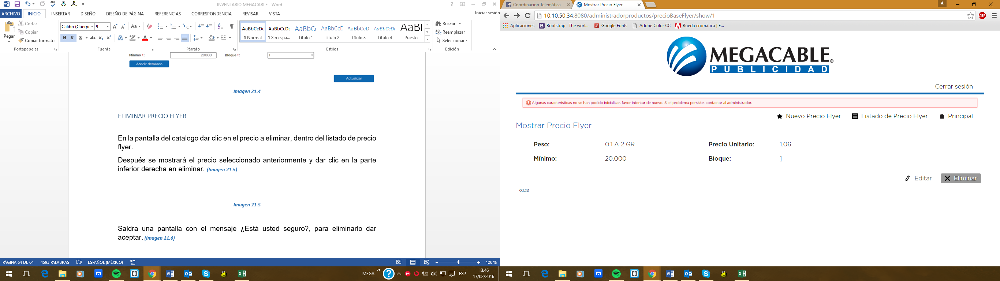 INVENTARIO MEGACABLE - Word
ARCHIVO INICIO INSERTAR DISEÑO DISEÑO DE PÁGINA REFERENCIAS CORRESPONDENCIA REVISAR VISTA Iniciar sesión
Pegar
Cortar
Copiar
Copiar formato
Portapapeles
Calibri (Cuerpo 9
N K S abc x₂ x²
Fuente
Párrafo
AaBbCcDc AaBbCcDc AaBbC AaBbCcE AaBbCcD AaBbCcDc AaBl
¶ Normal ¶ Sin espa... Título 1 Título 2 Título 3 Título 4 Puesto
Estilos
Buscar
Reemplazar
Seleccionar
Edición
Mínimo •: 20000 Bloque •: 1
Añadir detallado
Actualizar
Imagen 21.4
ELIMINAR PRECIO FLYER
En la pantalla del catalogo dar clic en el precio a eliminar, dentro del listado de precio
flyer.
Después se mostrará el precio seleccionado anteriormente y dar clic en la parte
inferior derecha en eliminar. (Imagen 21.5)
Imagen 21.5
Saldra una pantalla con el mensaje ¿Está usted seguro?, para eliminarlo dar
aceptar. (Imagen 21.6)
PÁGINA 64 DE 64 4593 PALABRAS ESPAÑOL (MÉXICO) 120 %
MEGA ESP 13:46
17/02/2016
Coordinacion Telemática Mostrar Precio Flyer
10.10.50.34:8080/administradorproductos/precioBaseFlyer/show/1
ABP
Aplicaciones Bootstrap · The worl... Google Fonts Adobe Color CC Rueda cromática | E...
MEGACABLE®
PUBLICIDAD
Cerrar sesión
Algunas características no se han podido inicializar, favor intentar de nuevo. Si el problema persiste, contactar al administrador.
Nuevo Precio Flyer Listado de Precio Flyer Principal
Mostrar Precio Flyer
Peso: 0.1 A 2 GR Precio Unitario: 1.06
Mínimo: 20.000 Bloque: 1
Editar Eliminar
0.1.23